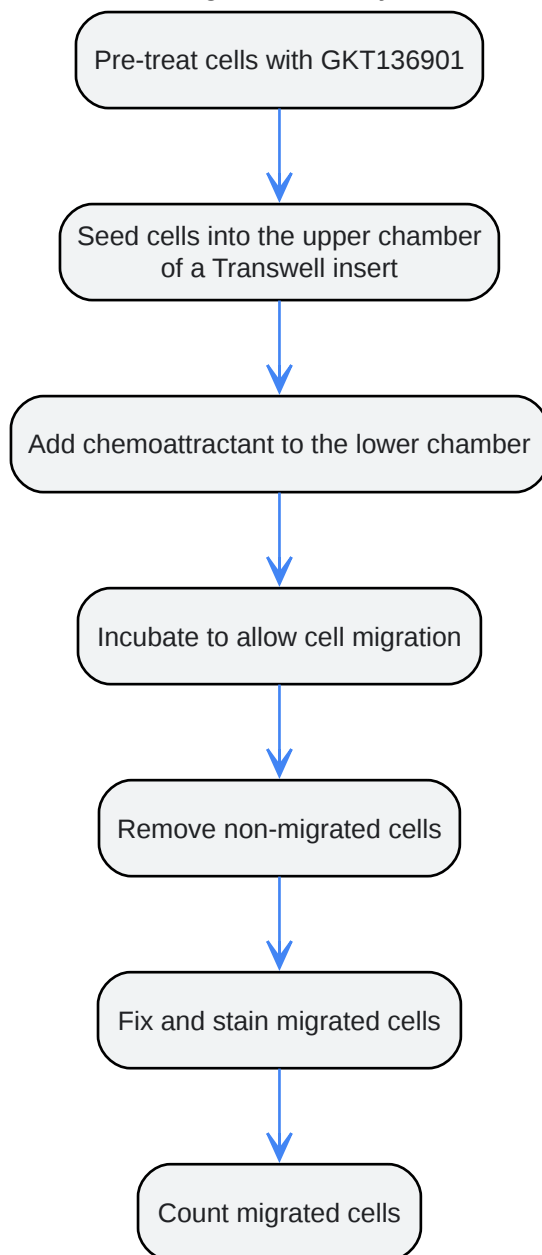 Pre-treat cells with GKT136901
Seed cells into the upper chamber
of a Transwell insert
Add chemoattractant to the lower chamber
Incubate to allow cell migration
Remove non-migrated cells
Fix and stain migrated cells
Count migrated cells